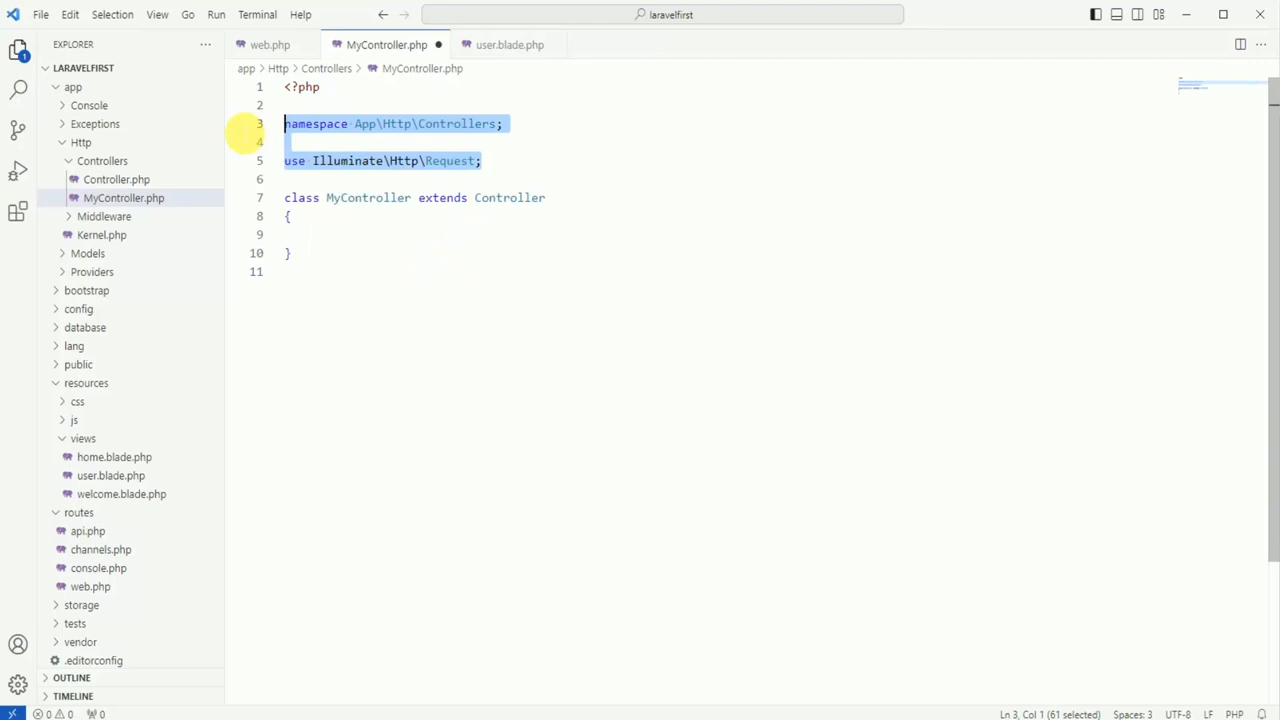 File Edit Selection View Go Run Terminal Help
laravelfirst
EXPLORER
web.php
MyController.php
user.blade.php
LARAVELFIRST
app > Http > Controllers > MyController.php
app
Console
Exceptions
Http
Controllers
Controller.php
MyController.php
Middleware
Kernel.php
Models
Providers
bootstrap
config
database
lang
public
resources
css
js
views
home.blade.php
user.blade.php
welcome.blade.php
routes
api.php
channels.php
console.php
web.php
storage
tests
vendor
.editorconfig
OUTLINE
TIMELINE
1
1 <?php
2
3 namespace App\Http\Controllers;
4
5 use Illuminate\Http\Request;
6
7 class MyController extends Controller
8 {
9
10 }
11
0 0 0
Ln 3, Col 1 (61 selected) Spaces: 3 UTF-8 LF PHP